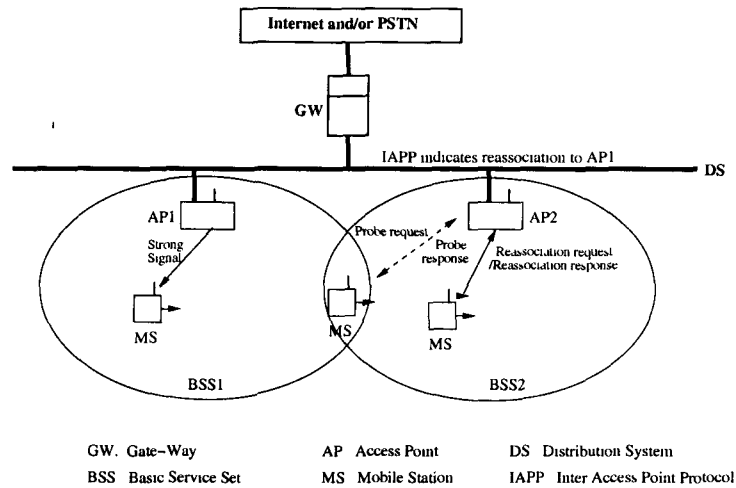 Internet and/or PSTN
GW
IAPP indicates reassociation to AP1
DS
AP1
AP2
Strong
Signal
Probe request
Probe
response
Reassociation request
/Reassociation response
MS
MS
MS
BSS1
BSS2
GW. Gate-Way
AP Access Point
DS Distribution System
BSS Basic Service Set
MS Mobile Station
IAPP Inter Access Point Protocol